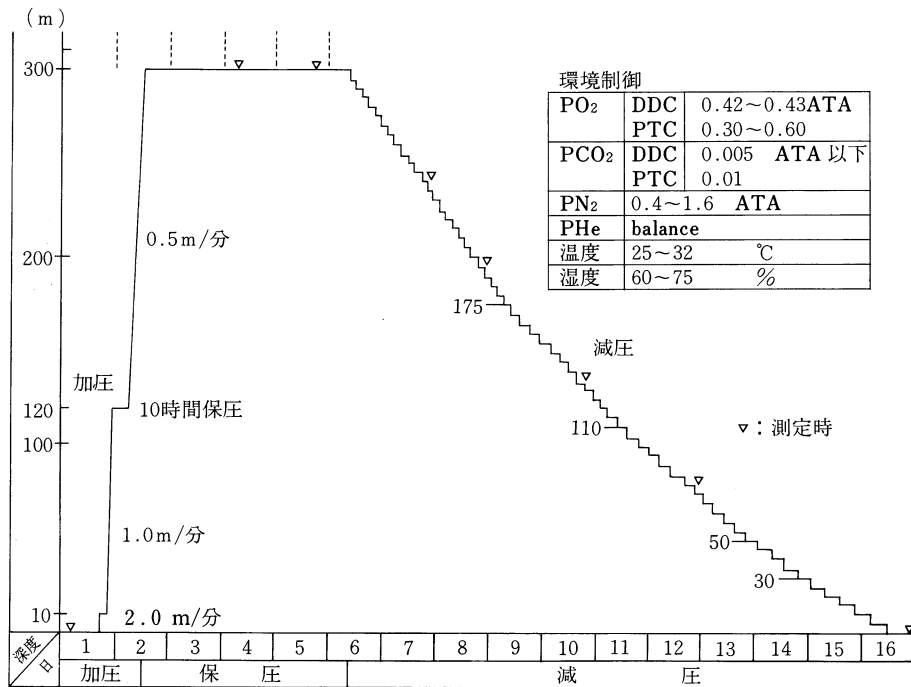 (m)
300
200
175
120
110
100
50
30
10
0.5m/分
加圧
10時間保圧
1.0m/分
2.0 m/分
減圧
▽：測定時
環境制御
PO₂ DDC 0.42～0.43ATA
PTC 0.30～0.60
PCO₂ DDC 0.005 ATA 以下
PTC 0.01
PN₂ 0.4～1.6 ATA
PHe balance
温度 25～32 ℃
湿度 60～75 %
深度
日
1 2 3 4 5 6 7 8 9 10 11 12 13 14 15 16
加圧 保圧 減圧